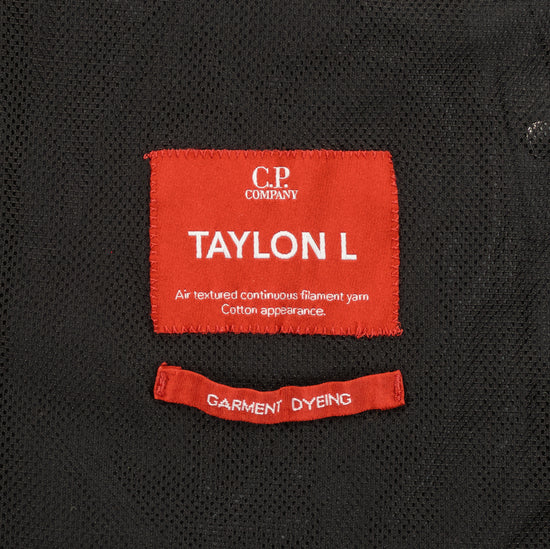 C.P.
COMPANY
TAYLON L
Air textured continuous filament yarn
Cotton appearance.
GARMENT DYEING